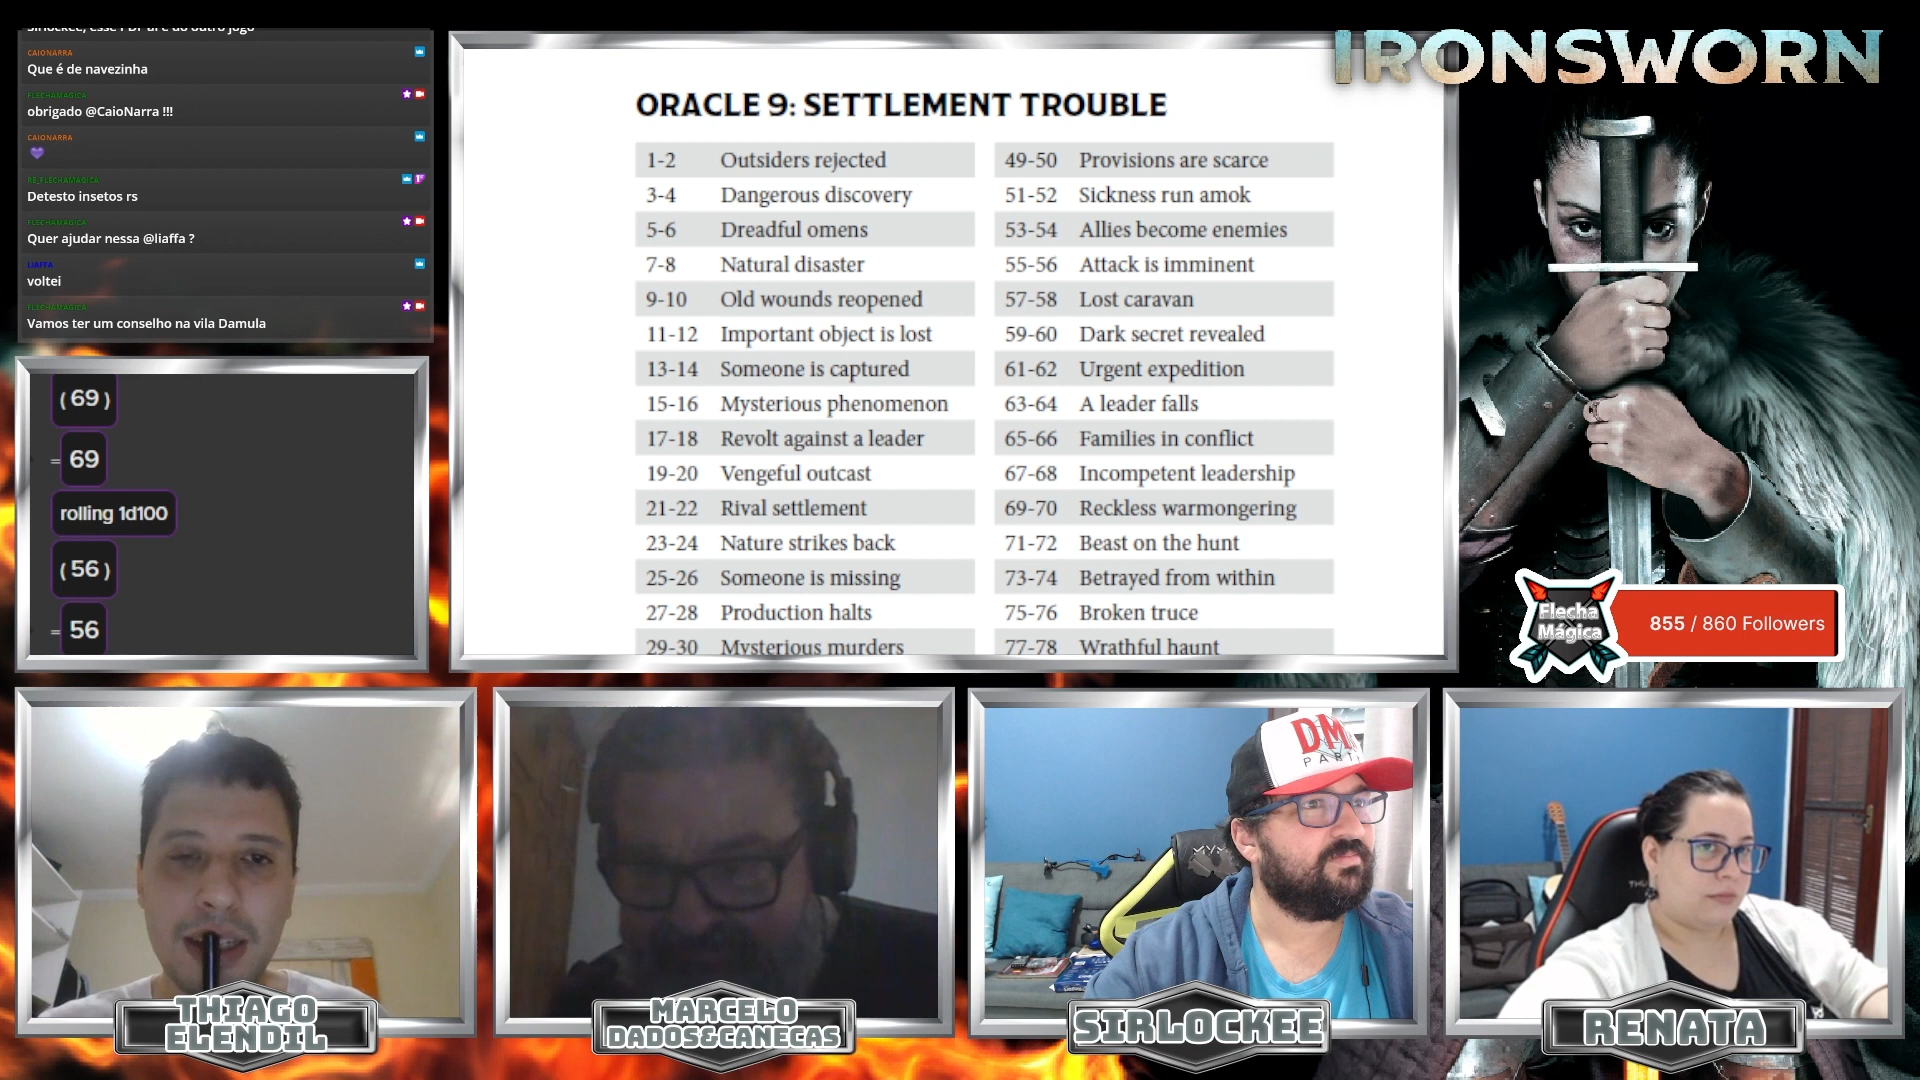 CAIONARRA
Que é de navezinha
FLECHAMAGICA
obrigado @CaioNarra !!!
CAIONARRA
RE_FLECHAMAGICA
Detesto insetos rs
FLECHAMAGICA
Quer ajudar nessa @liaffa ?
LIAFFA
voltei
FLECHAMAGICA
Vamos ter um conselho na vila Damula
( 69 )
= 69
rolling 1d100
( 56 )
= 56
ORACLE 9: SETTLEMENT TROUBLE
1-2 Outsiders rejected
3-4 Dangerous discovery
5-6 Dreadful omens
7-8 Natural disaster
9-10 Old wounds reopened
11-12 Important object is lost
13-14 Someone is captured
15-16 Mysterious phenomenon
17-18 Revolt against a leader
19-20 Vengeful outcast
21-22 Rival settlement
23-24 Nature strikes back
25-26 Someone is missing
27-28 Production halts
29-30 Mysterious murders
49-50 Provisions are scarce
51-52 Sickness run amok
53-54 Allies become enemies
55-56 Attack is imminent
57-58 Lost caravan
59-60 Dark secret revealed
61-62 Urgent expedition
63-64 A leader falls
65-66 Families in conflict
67-68 Incompetent leadership
69-70 Reckless warmongering
71-72 Beast on the hunt
73-74 Betrayed from within
75-76 Broken truce
77-78 Wrathful haunt
IRONSWORN
Flecha
Mágica
855 / 860 Followers
DM
THIAGO
ELENDIL
MARCELO
DADOS&CANECAS
SIRLOCKEE
RENATA